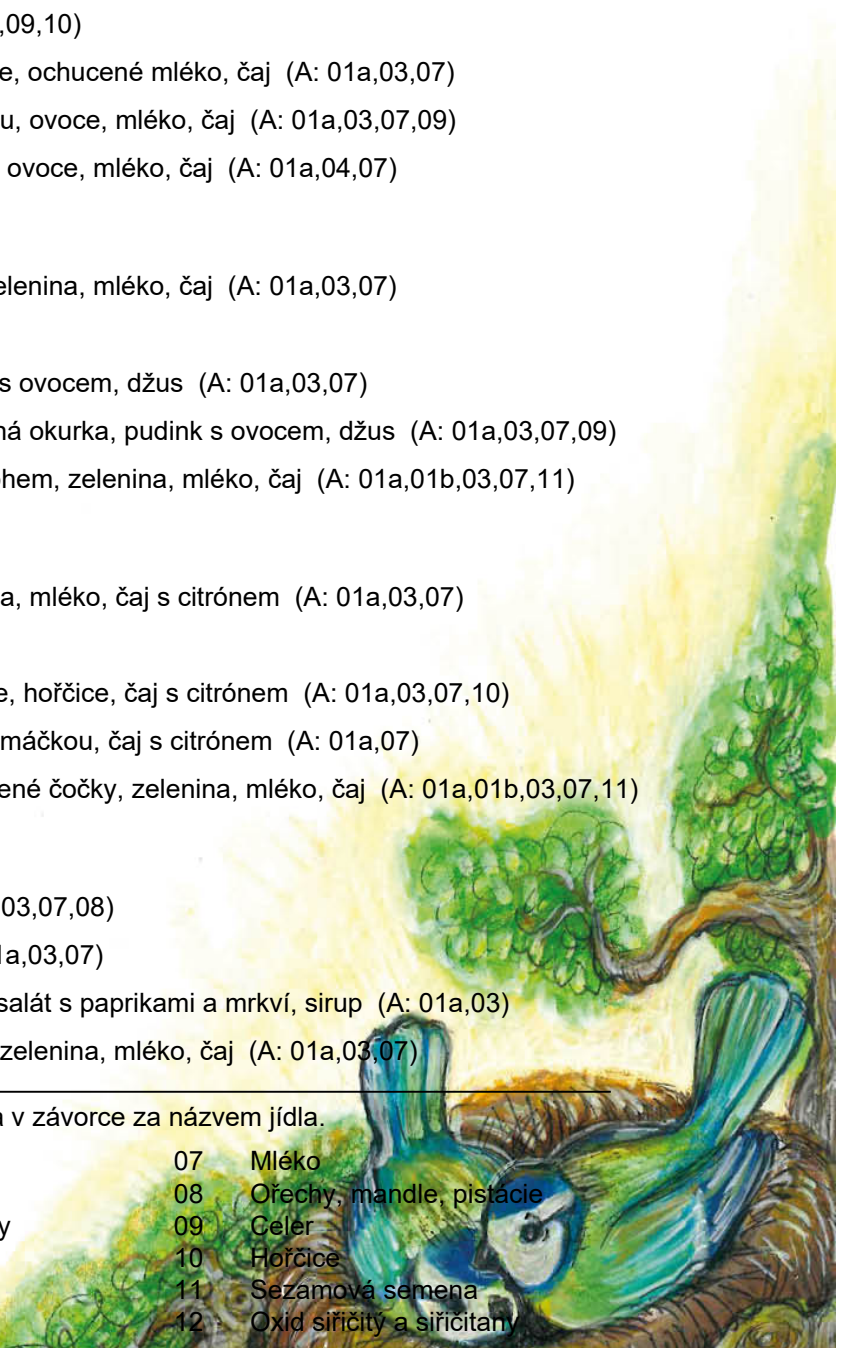 ,09,10)
e, ochucené mléko, čaj (A: 01a,03,07)
u, ovoce, mléko, čaj (A: 01a,03,07,09)
ovoce, mléko, čaj (A: 01a,04,07)
elenina, mléko, čaj (A: 01a,03,07)
s ovocem, džus (A: 01a,03,07)
ná okurka, pudink s ovocem, džus (A: 01a,03,07,09)
ohem, zelenina, mléko, čaj (A: 01a,01b,03,07,11)
a, mléko, čaj s citrónem (A: 01a,03,07)
e, hořčice, čaj s citrónem (A: 01a,03,07,10)
máčkou, čaj s citrónem (A: 01a,07)
ené čočky, zelenina, mléko, čaj (A: 01a,01b,03,07,11)
03,07,08)
1a,03,07)
salát s paprikami a mrkví, sirup (A: 01a,03)
zelenina, mléko, čaj (A: 01a,03,07)
a v závorce za názvem jídla.
07 Mléko
08 Ořechy, mandle, pistácie
y 09 Celer
10 Hořčice
11 Sezamová semena
12 Oxid siřičitý a siřičitany